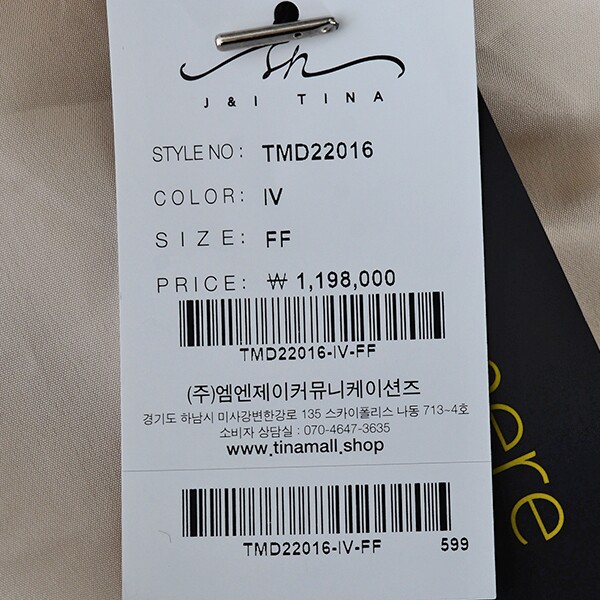 J & I TINA
STYLE NO: TMD22016
COLOR: IV
SIZE: FF
PRICE: ₩ 1,198,000
TMD22016-IV-FF
(주)엠엔제이커뮤니케이션즈
경기도 하남시 미사강변한강로 135 스카이폴리스 나동 713~4호
소비자 상담실 : 070-4647-3635
www.tinamall.shop
TMD22016-IV-FF 599